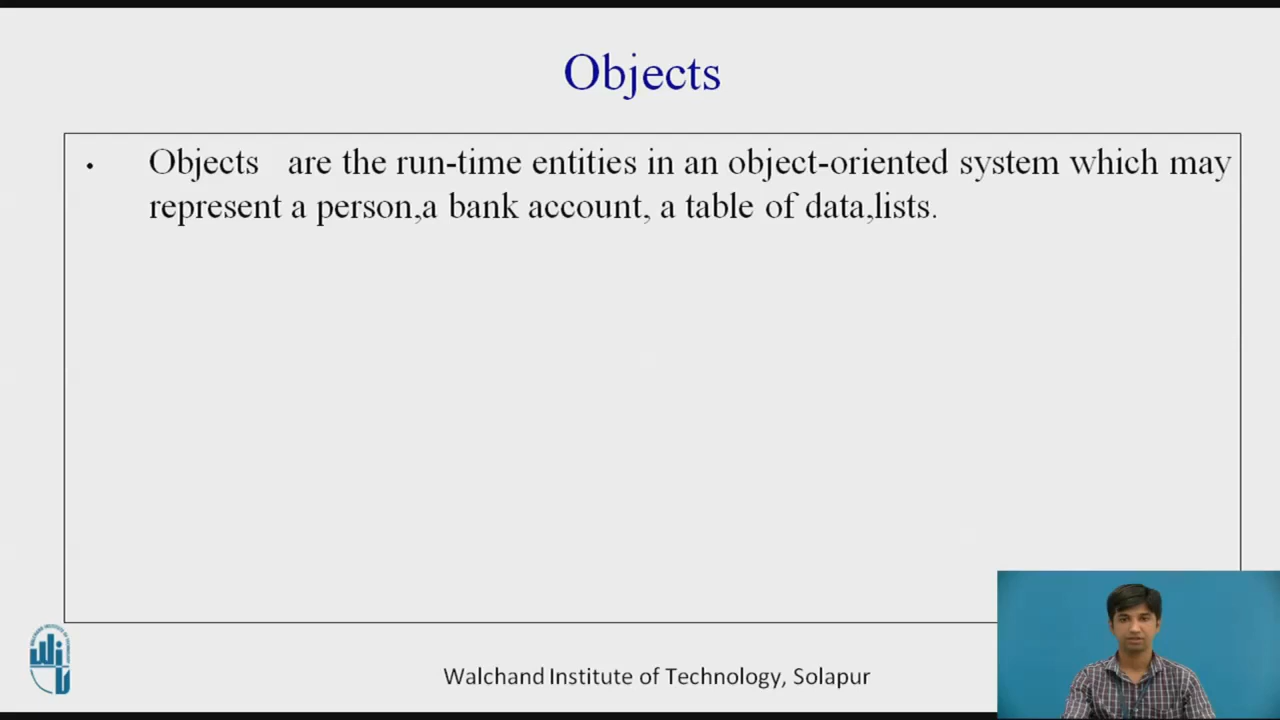 Objects
• Objects are the run-time entities in an object-oriented system which may
represent a person,a bank account, a table of data,lists.
Walchand Institute of Technology, Solapur